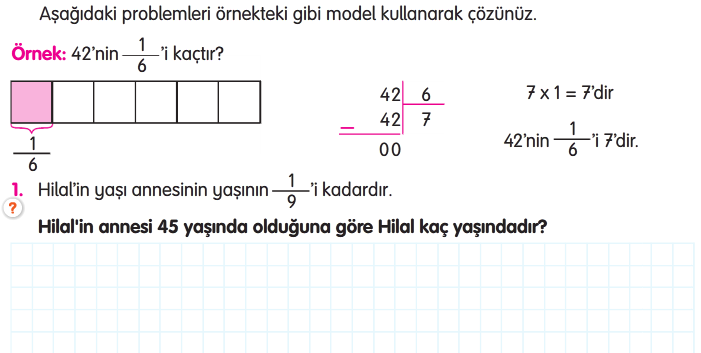 Aşağıdaki problemleri örnekteki gibi model kullanarak çözünüz.
Örnek: 42’nin 1/6 ’i kaçtır?
1/6
42 6
− 42 7
00
7 x 1 = 7’dir
42’nin 1/6 ’i 7’dir.
1. Hilal’in yaşı annesinin yaşının 1/9 ’i kadardır.
?
Hilal'in annesi 45 yaşında olduğuna göre Hilal kaç yaşındadır?